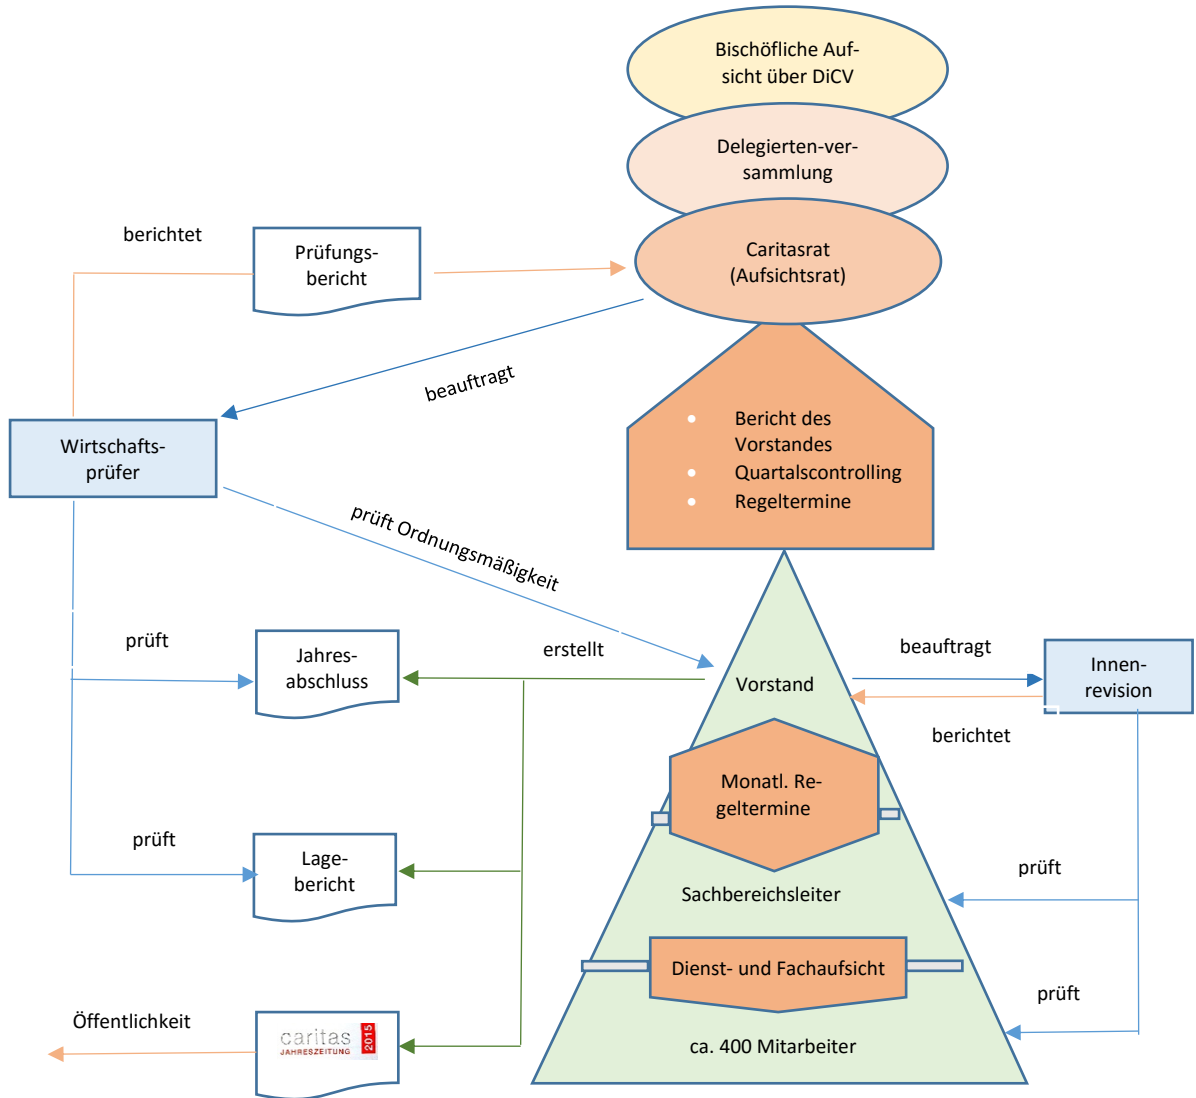 Bischöfliche Auf-
sicht über DiCV
Delegierten-ver-
sammlung
berichtet
Prüfungs-
bericht
Caritasrat
(Aufsichtsrat)
beauftragt
Wirtschafts-
prüfer
Bericht des
Vorstandes
Quartalscontrolling
Regeltermine
prüft Ordnungsmäßigkeit
prüft
Jahres-
abschluss
erstellt
Vorstand
beauftragt
Innen-
revision
berichtet
Monatl. Re-
geltermine
prüft
Lage-
bericht
Sachbereichsleiter
prüft
Dienst- und Fachaufsicht
prüft
Öffentlichkeit
caritas
JAHRESZEITUNG
2015
ca. 400 Mitarbeiter